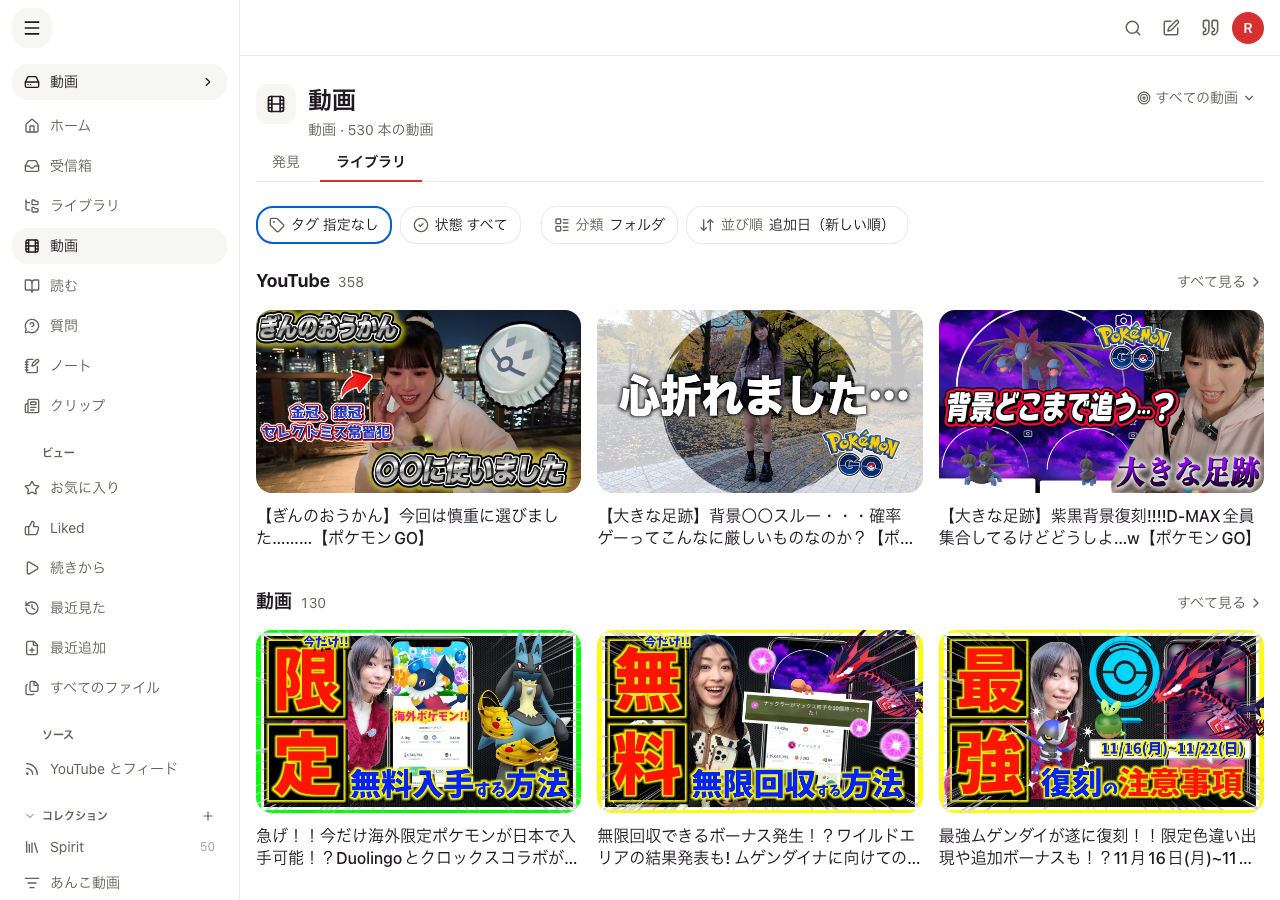 R
動画
ホーム
受信箱
ライブラリ
動画
読む
質問
ノート
クリップ
ビュー
お気に入り
Liked
続きから
最近見た
最近追加
すべてのファイル
ソース
YouTube とフィード
コレクション
Spirit 50
あんこ動画
動画
動画 · 530 本の動画
すべての動画
発見 ライブラリ
タグ 指定なし 状態 すべて 分類 フォルダ 並び順 追加日（新しい順）
YouTube 358 すべて見る
ぎんのおうかん
金冠、銀冠
セレクトミス常習犯
〇〇に使いました
心折れました…
Pokémon GO
Pokémon GO
背景どこまで追う…?
大きな足跡
【ぎんのおうかん】今回は慎重に選びまし
た………【ポケモンGO】
【大きな足跡】背景〇〇スルー・・・確率
ゲーってこんなに厳しいものなのか？【ポ...
【大きな足跡】紫黒背景復刻!!!!D-MAX全員
集合してるけどどうしよ...w【ポケモンGO】
動画 130 すべて見る
今だけ!!
限定
海外ポケモン!!
無料入手する方法
今だけ!!
無料
無限回収する方法
最強
11/16(月)~11/22(日)
復刻の注意事項
急げ！！今だけ海外限定ポケモンが日本で入
手可能！？Duolingoとクロックスコラボが...
無限回収できるボーナス発生！？ワイルドエ
リアの結果発表も! ムゲンダイナに向けての...
最強ムゲンダイが遂に復刻！！限定色違い出
現や追加ボーナスも！？11月16日(月)~11...